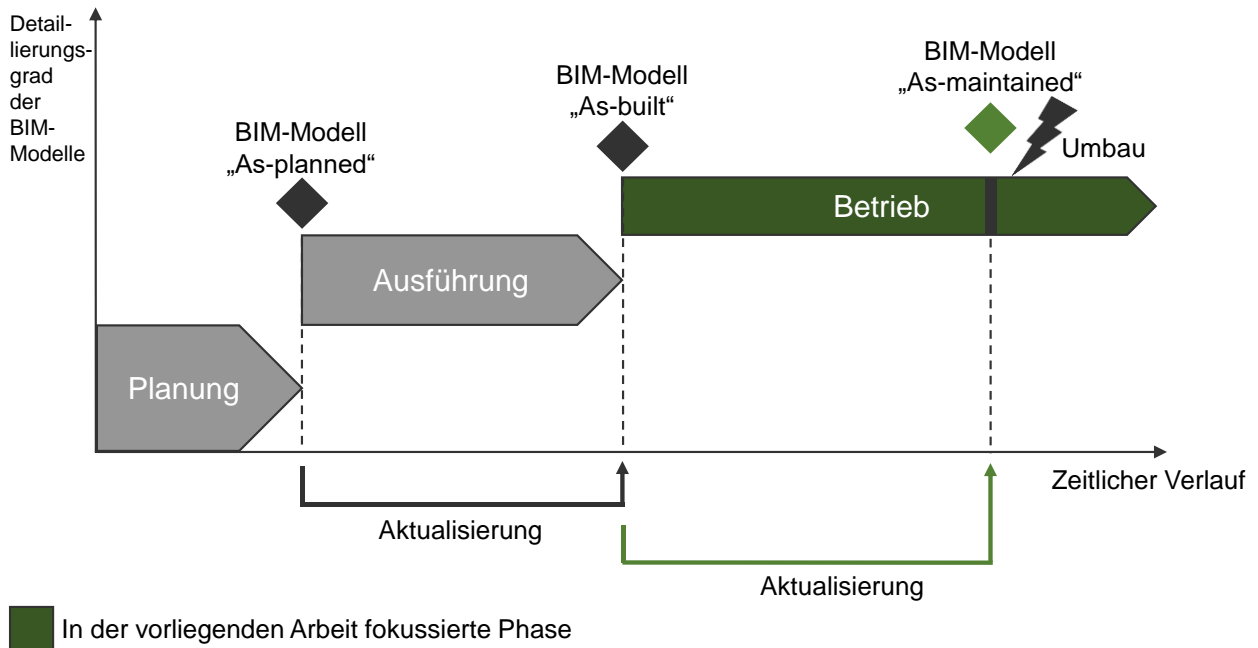 Detail-
lierungs-
grad
der
BIM-
Modelle
BIM-Modell
„As-planned“
BIM-Modell
„As-built“
BIM-Modell
„As-maintained“
Umbau
Betrieb
Ausführung
Planung
Zeitlicher Verlauf
Aktualisierung
Aktualisierung
In der vorliegenden Arbeit fokussierte Phase